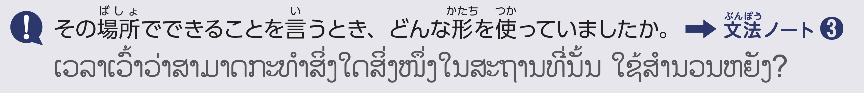 ! その場所でできることを言うとき、どんな形を使っていましたか。 ➡ 文法ノート❸
ເວລາເວົ້າວ່າສາມາດກະທຳສິ່ງໃດສິ່ງໜຶ່ງໃນສະຖານທີ່ນັ້ນ ໃຊ້ສຳນວນຫຍັງ?